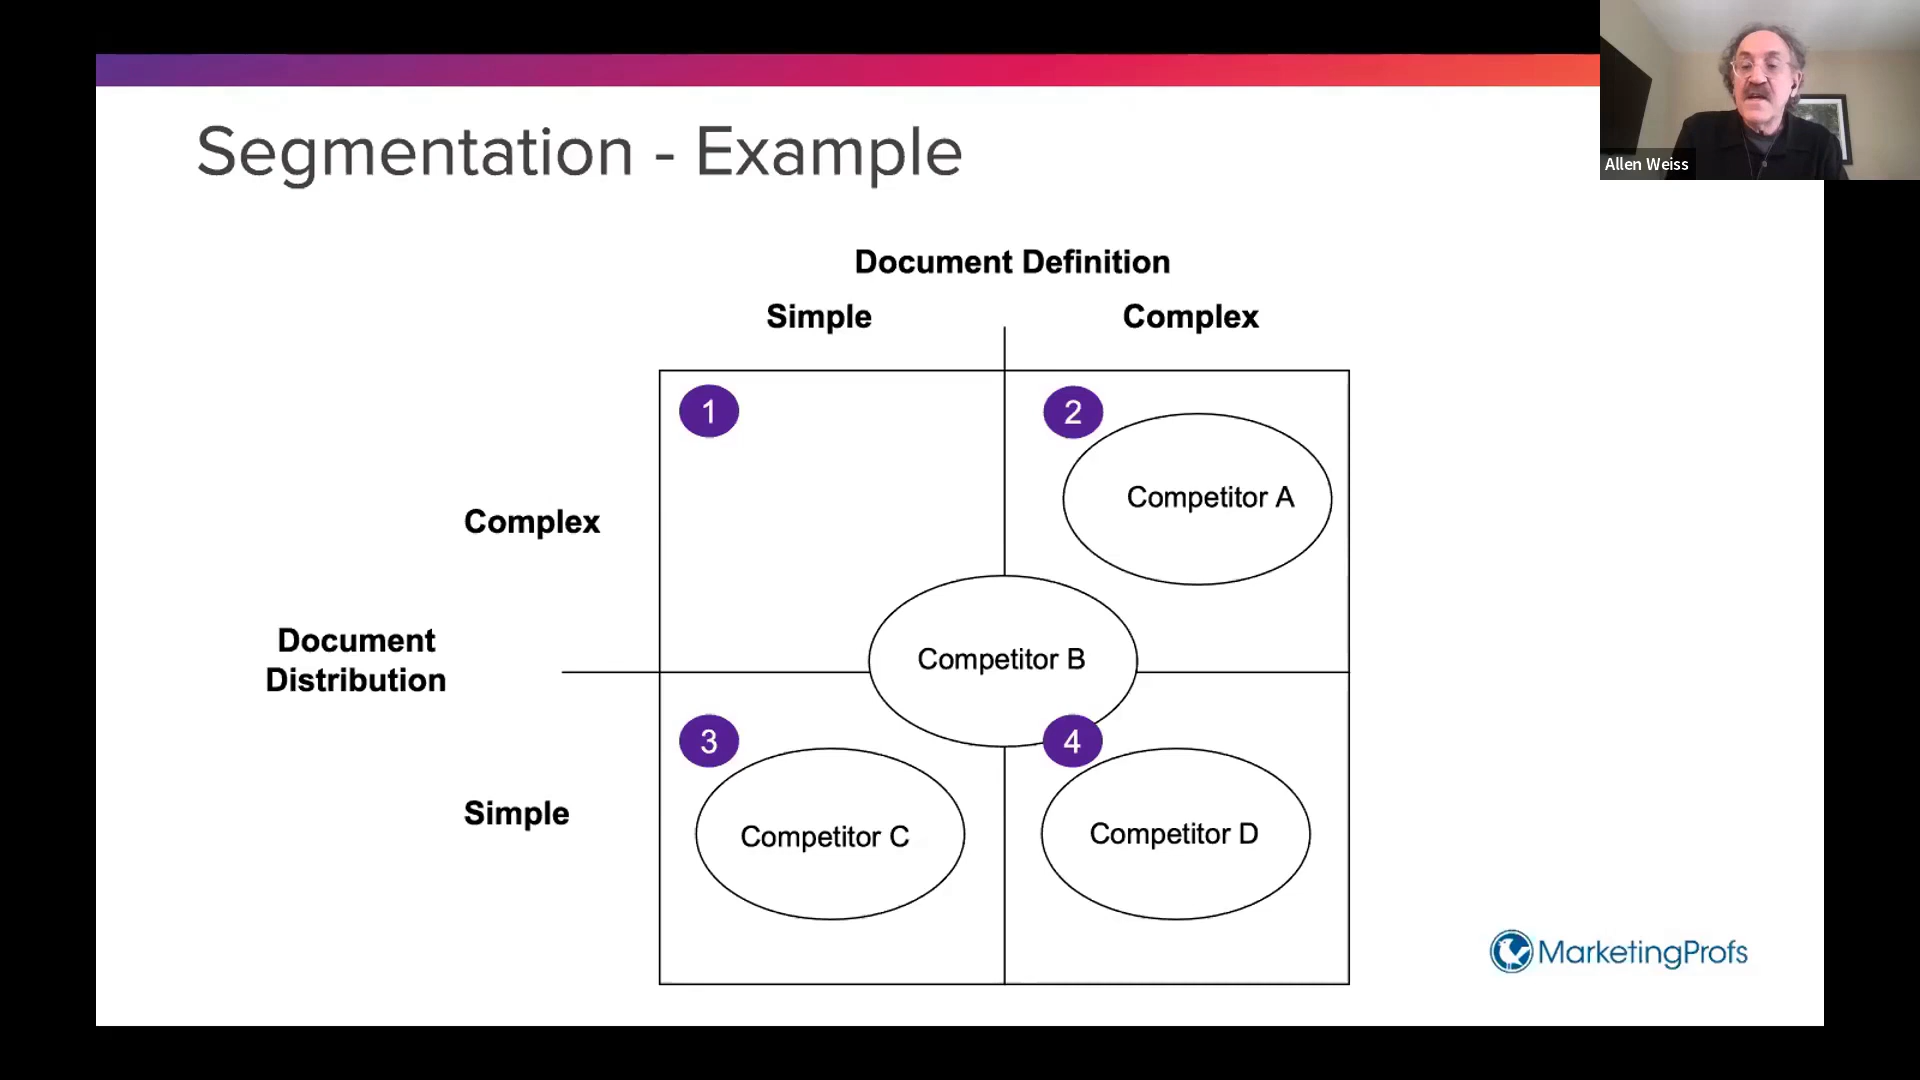 Allen Weiss
Segmentation - Example
Document Definition
Simple
Complex
1
2
Competitor A
Complex
Document
Distribution
Competitor B
3
4
Simple
Competitor C
Competitor D
MarketingProfs